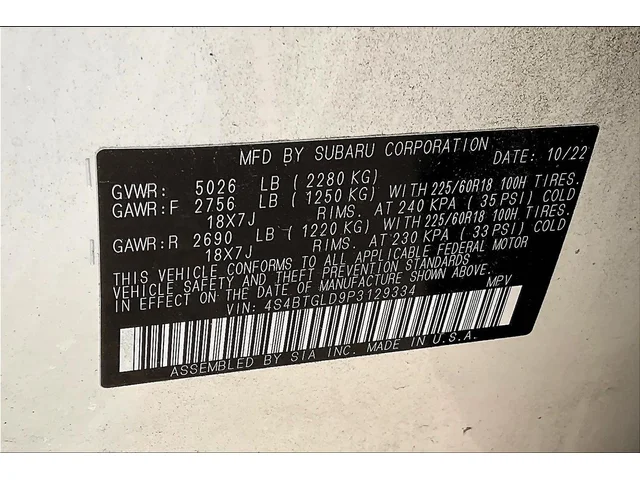 MFD BY SUBARU CORPORATION DATE: 10/22
GVWR: 5026 LB ( 2280 KG)
GAWR:F 2756 LB ( 1250 KG) WITH 225/60R18 100H TIRES.
18X7J RIMS. AT 240 KPA ( 35 PSI) COLD
GAWR:R 2690 LB ( 1220 KG) WITH 225/60R18 100H TIRES.
18X7J RIMS. AT 230 KPA ( 33 PSI) COLD
THIS VEHICLE CONFORMS TO ALL APPLICABLE FEDERAL MOTOR
VEHICLE SAFETY AND THEFT PREVENTION STANDARDS
IN EFFECT ON THE DATE OF MANUFACTURE SHOWN ABOVE.
VIN: 4S4BTGLD9P3129334 MPV
ASSEMBLED BY SIA INC. MADE IN U.S.A.